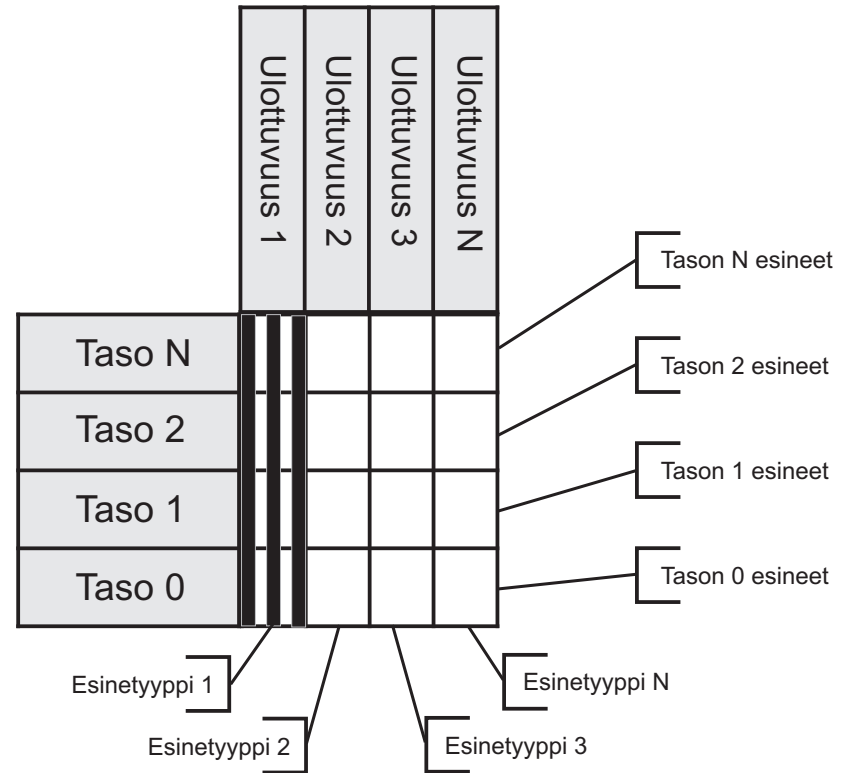 Ulottuvuus 1
Ulottuvuus 2
Ulottuvuus 3
Ulottuvuus N
Taso N
Taso 2
Taso 1
Taso 0
Tason N esineet
Tason 2 esineet
Tason 1 esineet
Tason 0 esineet
Esinetyyppi 1
Esinetyyppi 2
Esinetyyppi 3
Esinetyyppi N